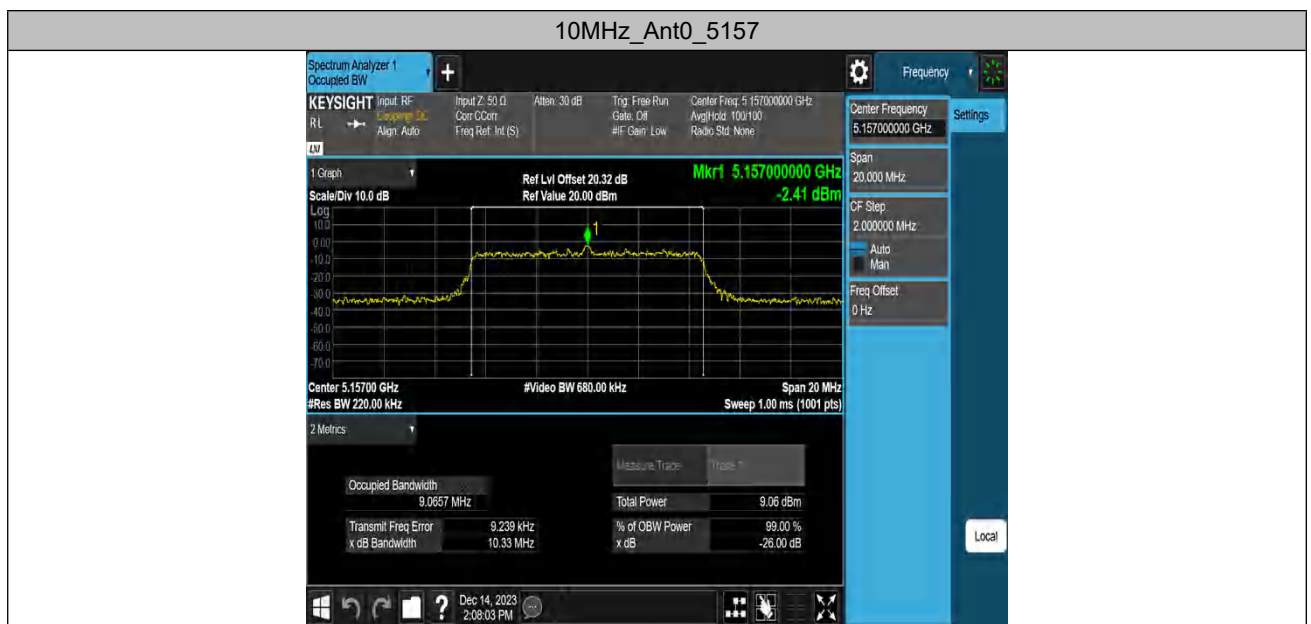 10MHz_Ant0_5157
Spectrum Analyzer 1
Occupied BW
+
Frequency
KEYSIGHT
Input: RF
Coupling: DC
Align: Auto
RL
LXI
Input Z: 50 Ω
Corr CCorr
Freq Ref: Int (S)
Atten: 30 dB
Trig: Free Run
Gate: Off
#IF Gain: Low
Center Freq: 5.157000000 GHz
Avg|Hold: 100/100
Radio Std: None
Center Frequency
5.157000000 GHz
Settings
Span
20.000 MHz
CF Step
2.000000 MHz
Auto
Man
Freq Offset
0 Hz
1 Graph
Scale/Div 10.0 dB
Ref Lvl Offset 20.32 dB
Ref Value 20.00 dBm
Mkr1 5.157000000 GHz
-2.41 dBm
Log
10.0
0.00
-10.0
-20.0
-30.0
-40.0
-50.0
-60.0
-70.0
1
Center 5.15700 GHz
#Res BW 220.00 kHz
#Video BW 680.00 kHz
Span 20 MHz
Sweep 1.00 ms (1001 pts)
2 Metrics
Measure Trace
Trace 1
Occupied Bandwidth
9.0657 MHz
Total Power
9.06 dBm
Transmit Freq Error
9.239 kHz
% of OBW Power
99.00 %
x dB Bandwidth
10.33 MHz
x dB
-26.00 dB
Local
?
Dec 14, 2023
2:08:03 PM